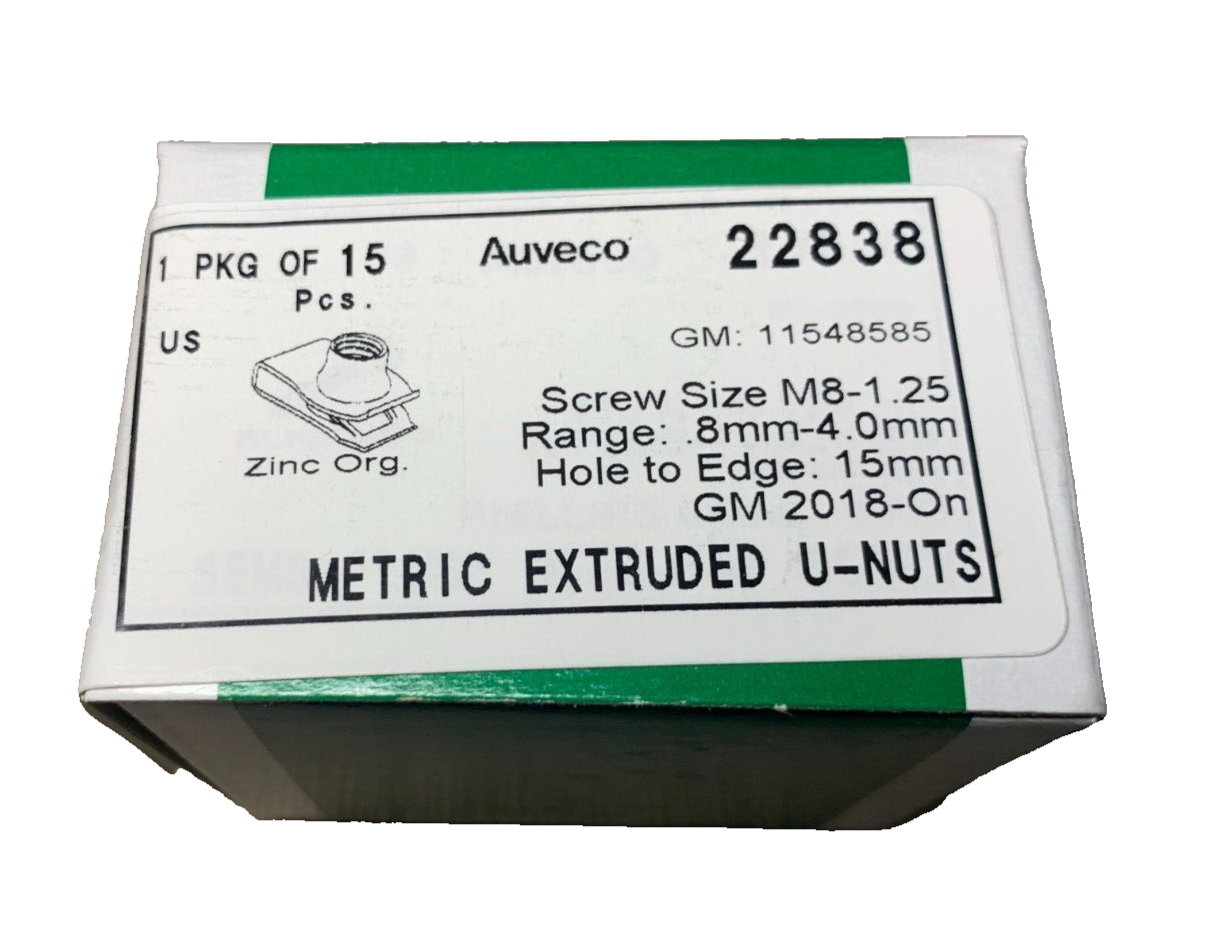 1 PKG OF 15 Auveco 22838
Pcs.
US
GM: 11548585
Screw Size M8-1.25
Range: .8mm-4.0mm
Zinc Org.
Hole to Edge: 15mm
GM 2018-On
METRIC EXTRUDED U-NUTS